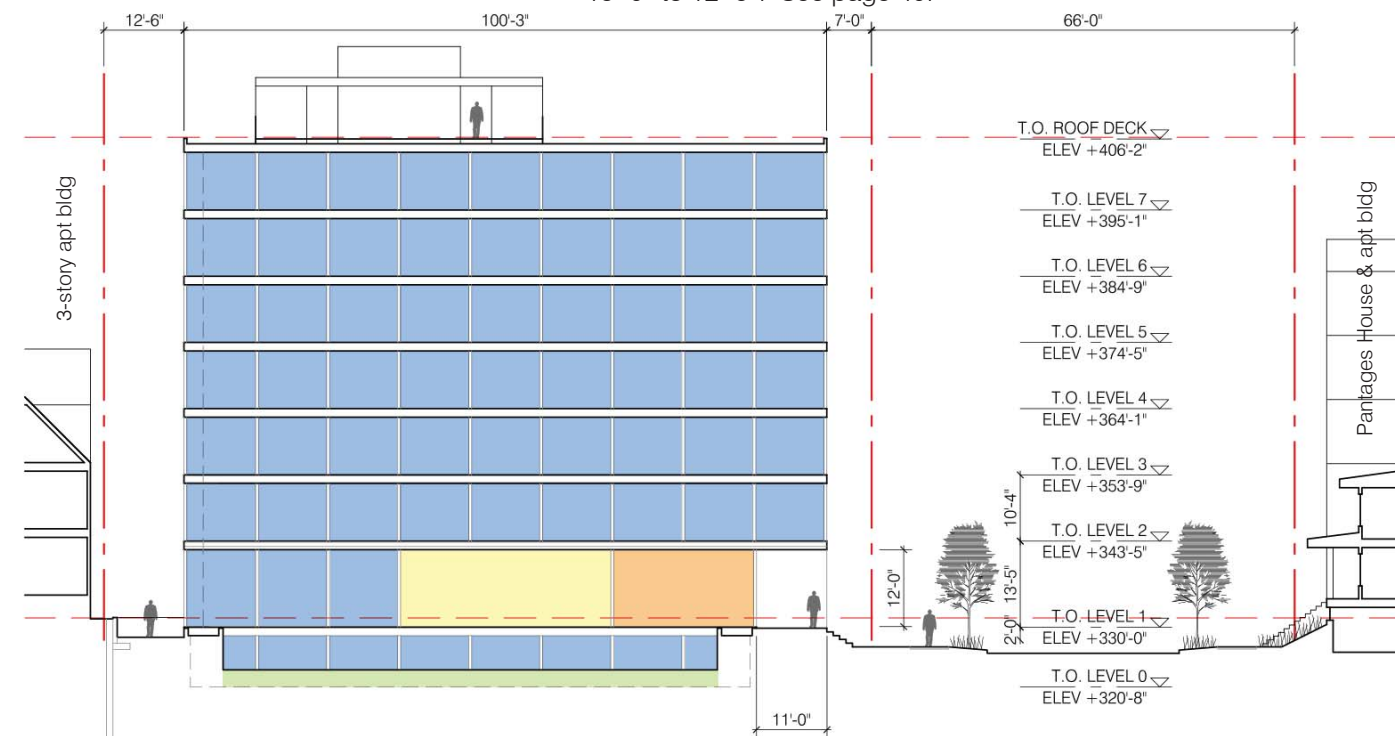 12'-6"
100'-3"
7'-0"
66'-0"
T.O. ROOF DECK
ELEV +406'-2"
T.O. LEVEL 7
ELEV +395'-1"
T.O. LEVEL 6
ELEV +384'-9"
T.O. LEVEL 5
ELEV +374'-5"
T.O. LEVEL 4
ELEV +364'-1"
T.O. LEVEL 3
ELEV +353'-9"
T.O. LEVEL 2
ELEV +343'-5"
T.O. LEVEL 1
ELEV +330'-0"
T.O. LEVEL 0
ELEV +320'-8"
3-story apt bldg
Pantages House & apt bldg
10'-4"
13'-5"
12'-0"
2'-0"
11'-0"